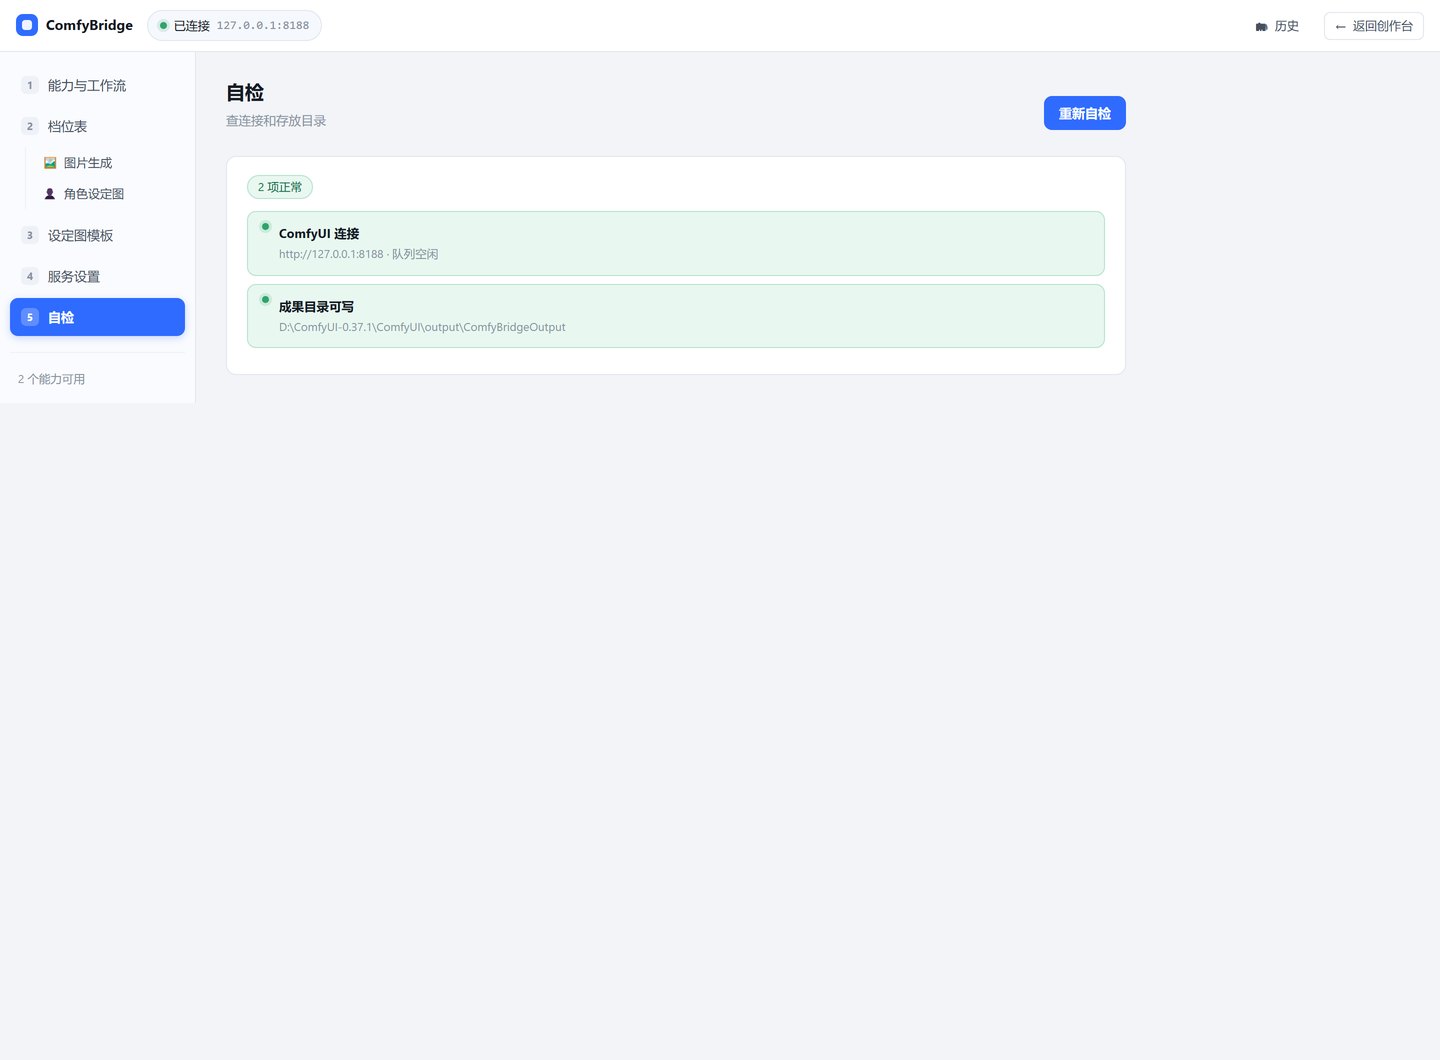 ComfyBridge
已连接 127.0.0.1:8188
历史
← 返回创作台
1 能力与工作流
2 档位表
图片生成
角色设定图
3 设定图模板
4 服务设置
5 自检
2 个能力可用
自检
查连接和存放目录
重新自检
2 项正常
ComfyUI 连接
http://127.0.0.1:8188 · 队列空闲
成果目录可写
D:\ComfyUI-0.37.1\ComfyUI\output\ComfyBridgeOutput